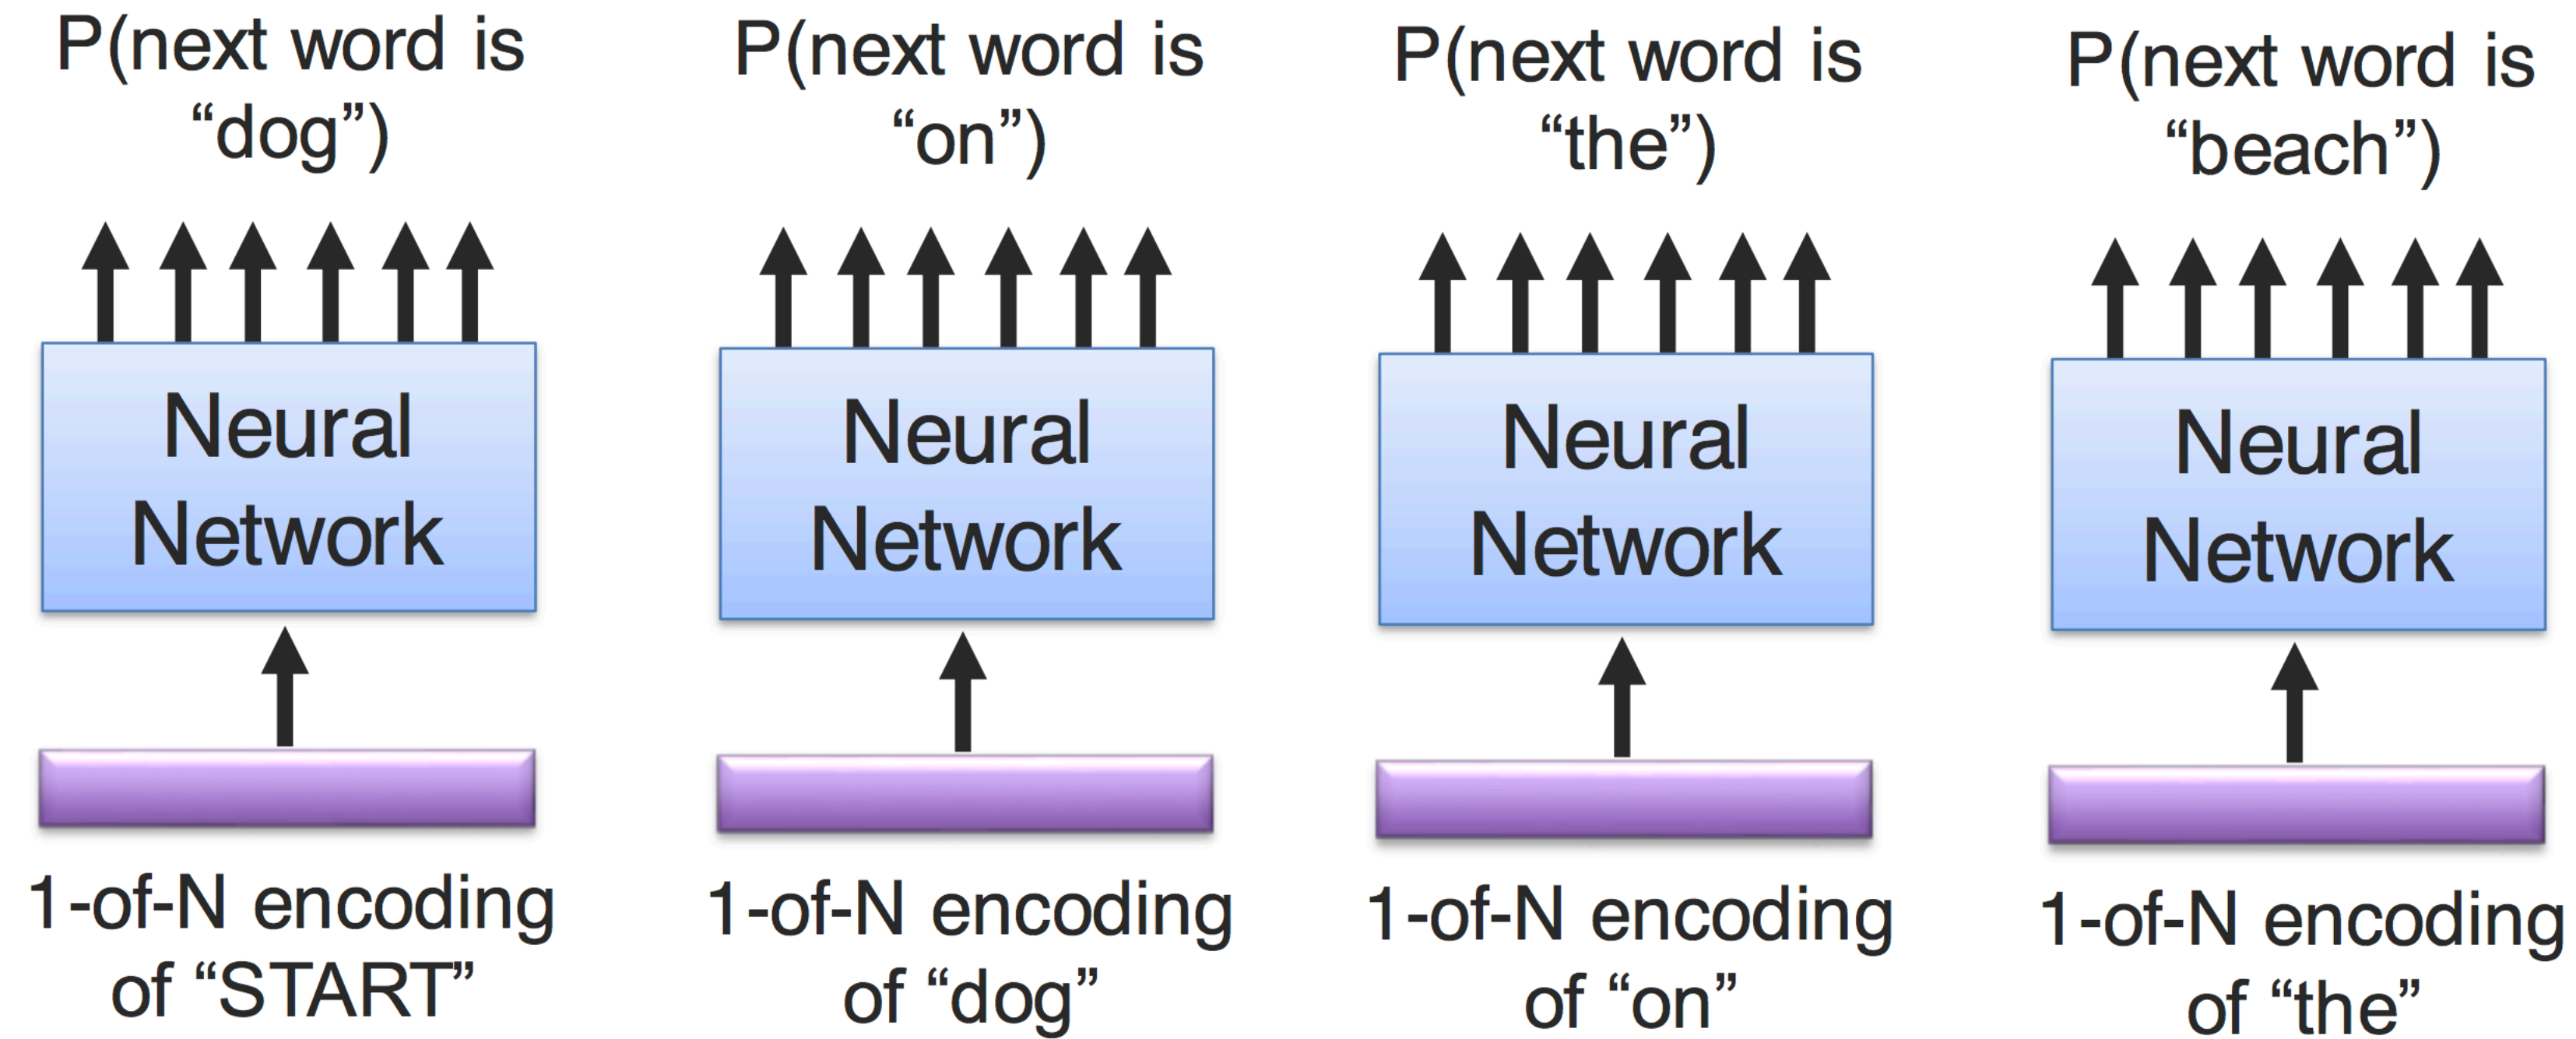 P(next word is
“dog”)
P(next word is
“on”)
P(next word is
“the”)
P(next word is
“beach”)
Neural
Network
Neural
Network
Neural
Network
Neural
Network
1-of-N encoding
of “START”
1-of-N encoding
of “dog”
1-of-N encoding
of “on”
1-of-N encoding
of “the”